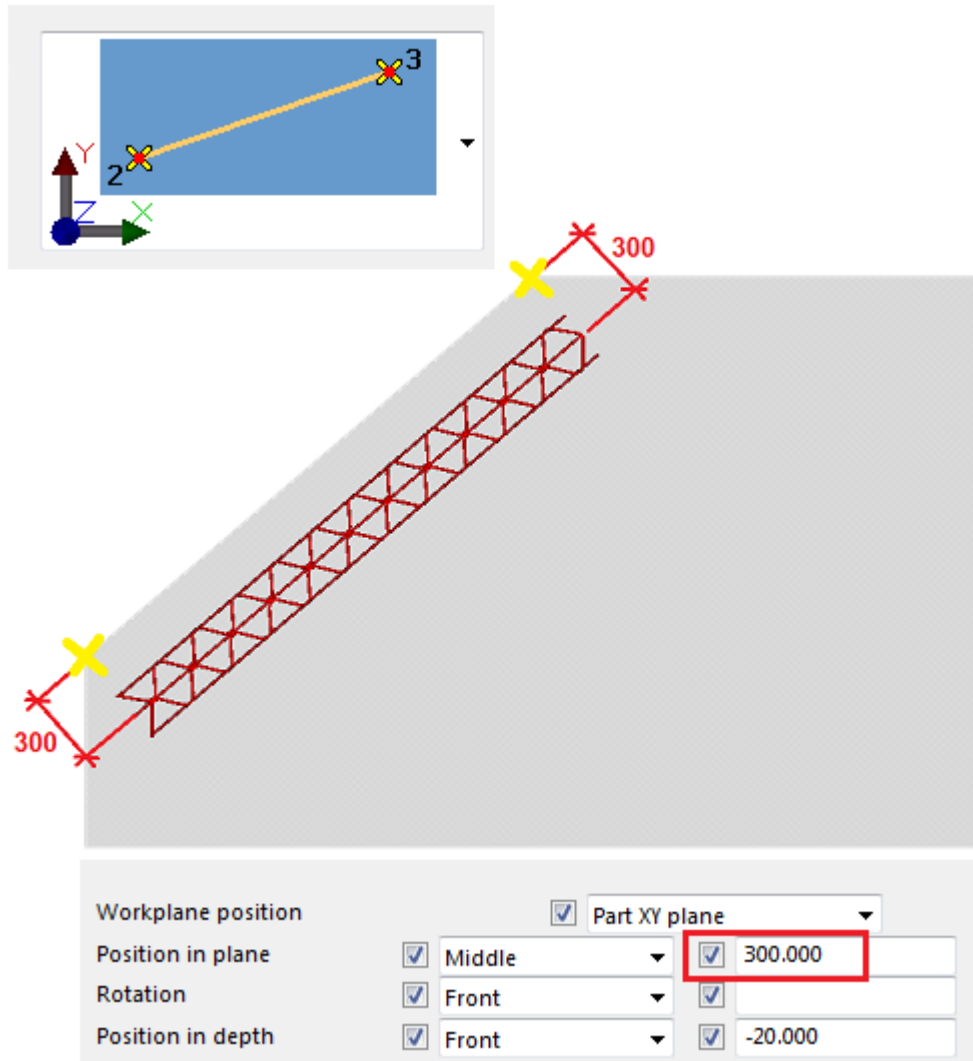 3
Y
2
Z X
300
300
Workplane position Part XY plane
Position in plane Middle 300.000
Rotation Front
Position in depth Front -20.000